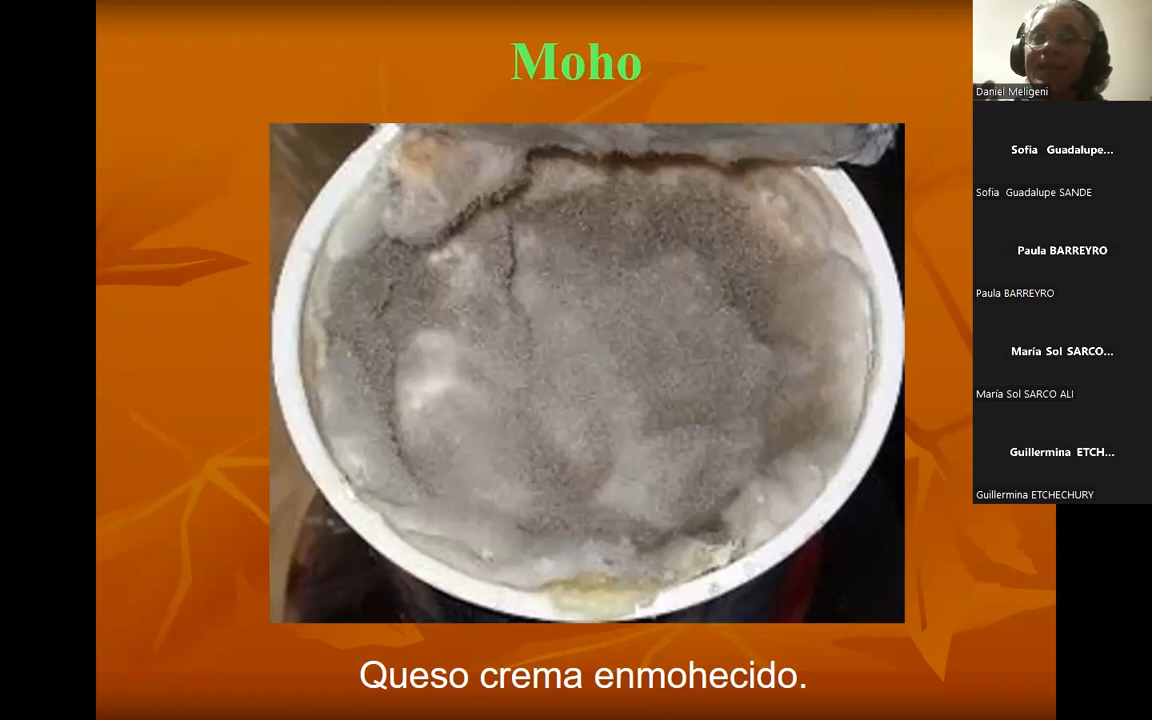 Moho
Queso crema enmohecido.
Daniel Meligeni
Sofia Guadalupe...
Sofia Guadalupe SANDE
Paula BARREYRO
Paula BARREYRO
María Sol SARCO...
María Sol SARCO ALI
Guillermina ETCH...
Guillermina ETCHECHURY